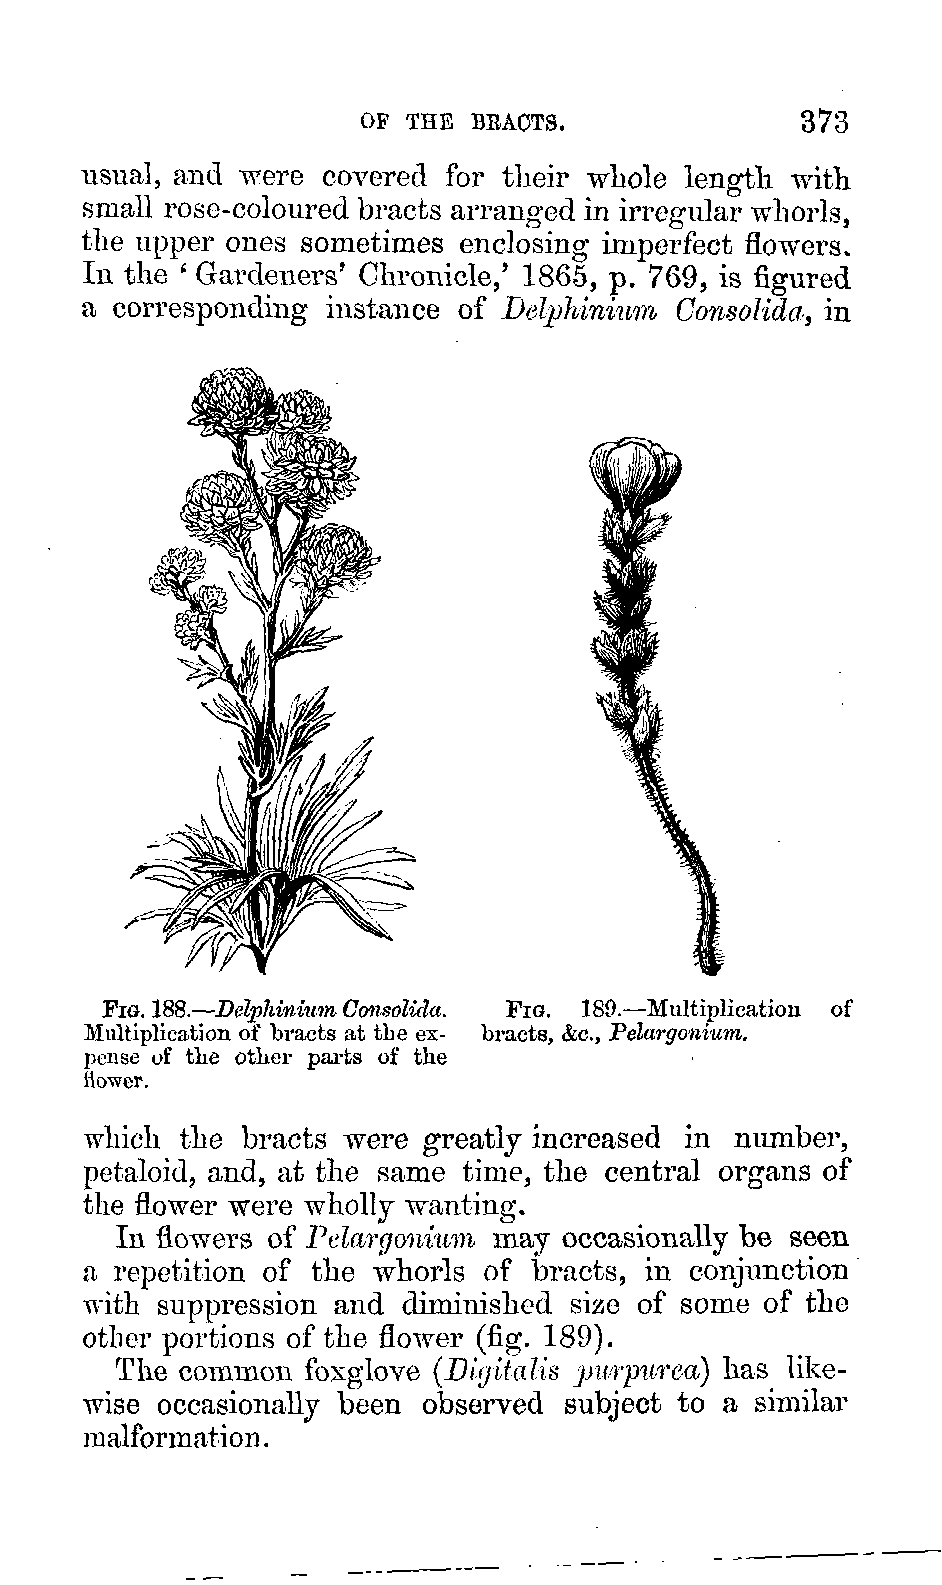 OF THE BRACTS. 373
usual, and were covered for their whole length with
small rose-coloured bracts arranged in irregular whorls,
the upper ones sometimes enclosing imperfect flowers.
In the ‘Gardeners’ Chronicle,’ 1865, p. 769, is figured
a corresponding instance of Delphinium Consolida, in
FIG. 188.—Delphinium Consolida.
Multiplication of bracts at the ex-
pense of the other parts of the
flower.
FIG. 189.—Multiplication of
bracts, &c., Pelargonium.
which the bracts were greatly increased in number,
petaloid, and, at the same time, the central organs of
the flower were wholly wanting.
In flowers of Pelargonium may occasionally be seen
a repetition of the whorls of bracts, in conjunction
with suppression and diminished size of some of the
other portions of the flower (fig. 189).
The common foxglove (Digitalis purpurea) has like-
wise occasionally been observed subject to a similar
malformation.